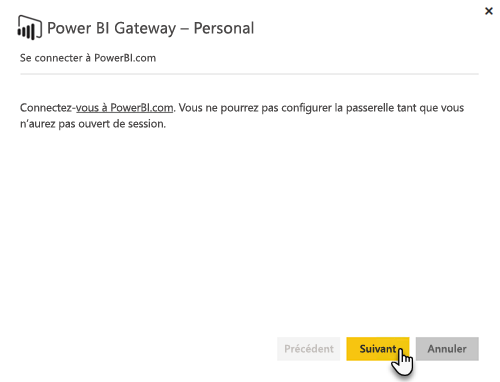 Power BI Gateway – Personal
Se connecter à PowerBI.com
Connectez-vous à PowerBI.com. Vous ne pourrez pas configurer la passerelle tant que vous
n'aurez pas ouvert de session.
Précédent Suivant Annuler